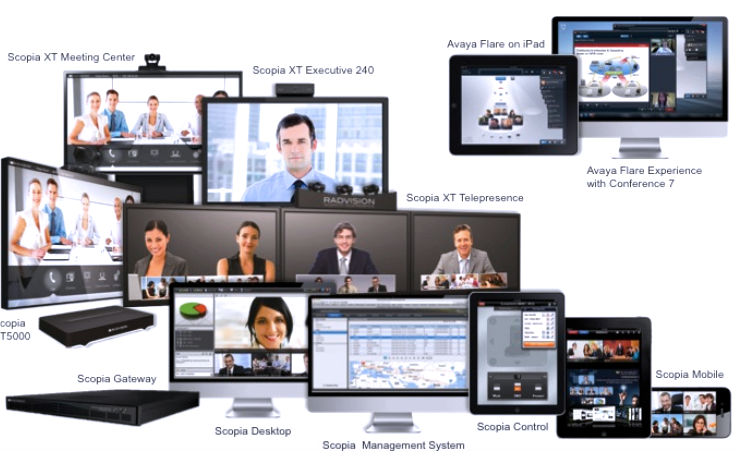 Scopia XT Meeting Center
Scopia XT Executive 240
Avaya Flare on iPad
Avaya Flare Experience
with Conference 7
RADVISION
Scopia XT Telepresence
copia
T5000
Scopia Gateway
Scopia Desktop
Scopia Management System
Scopia Control
Scopia Mobile